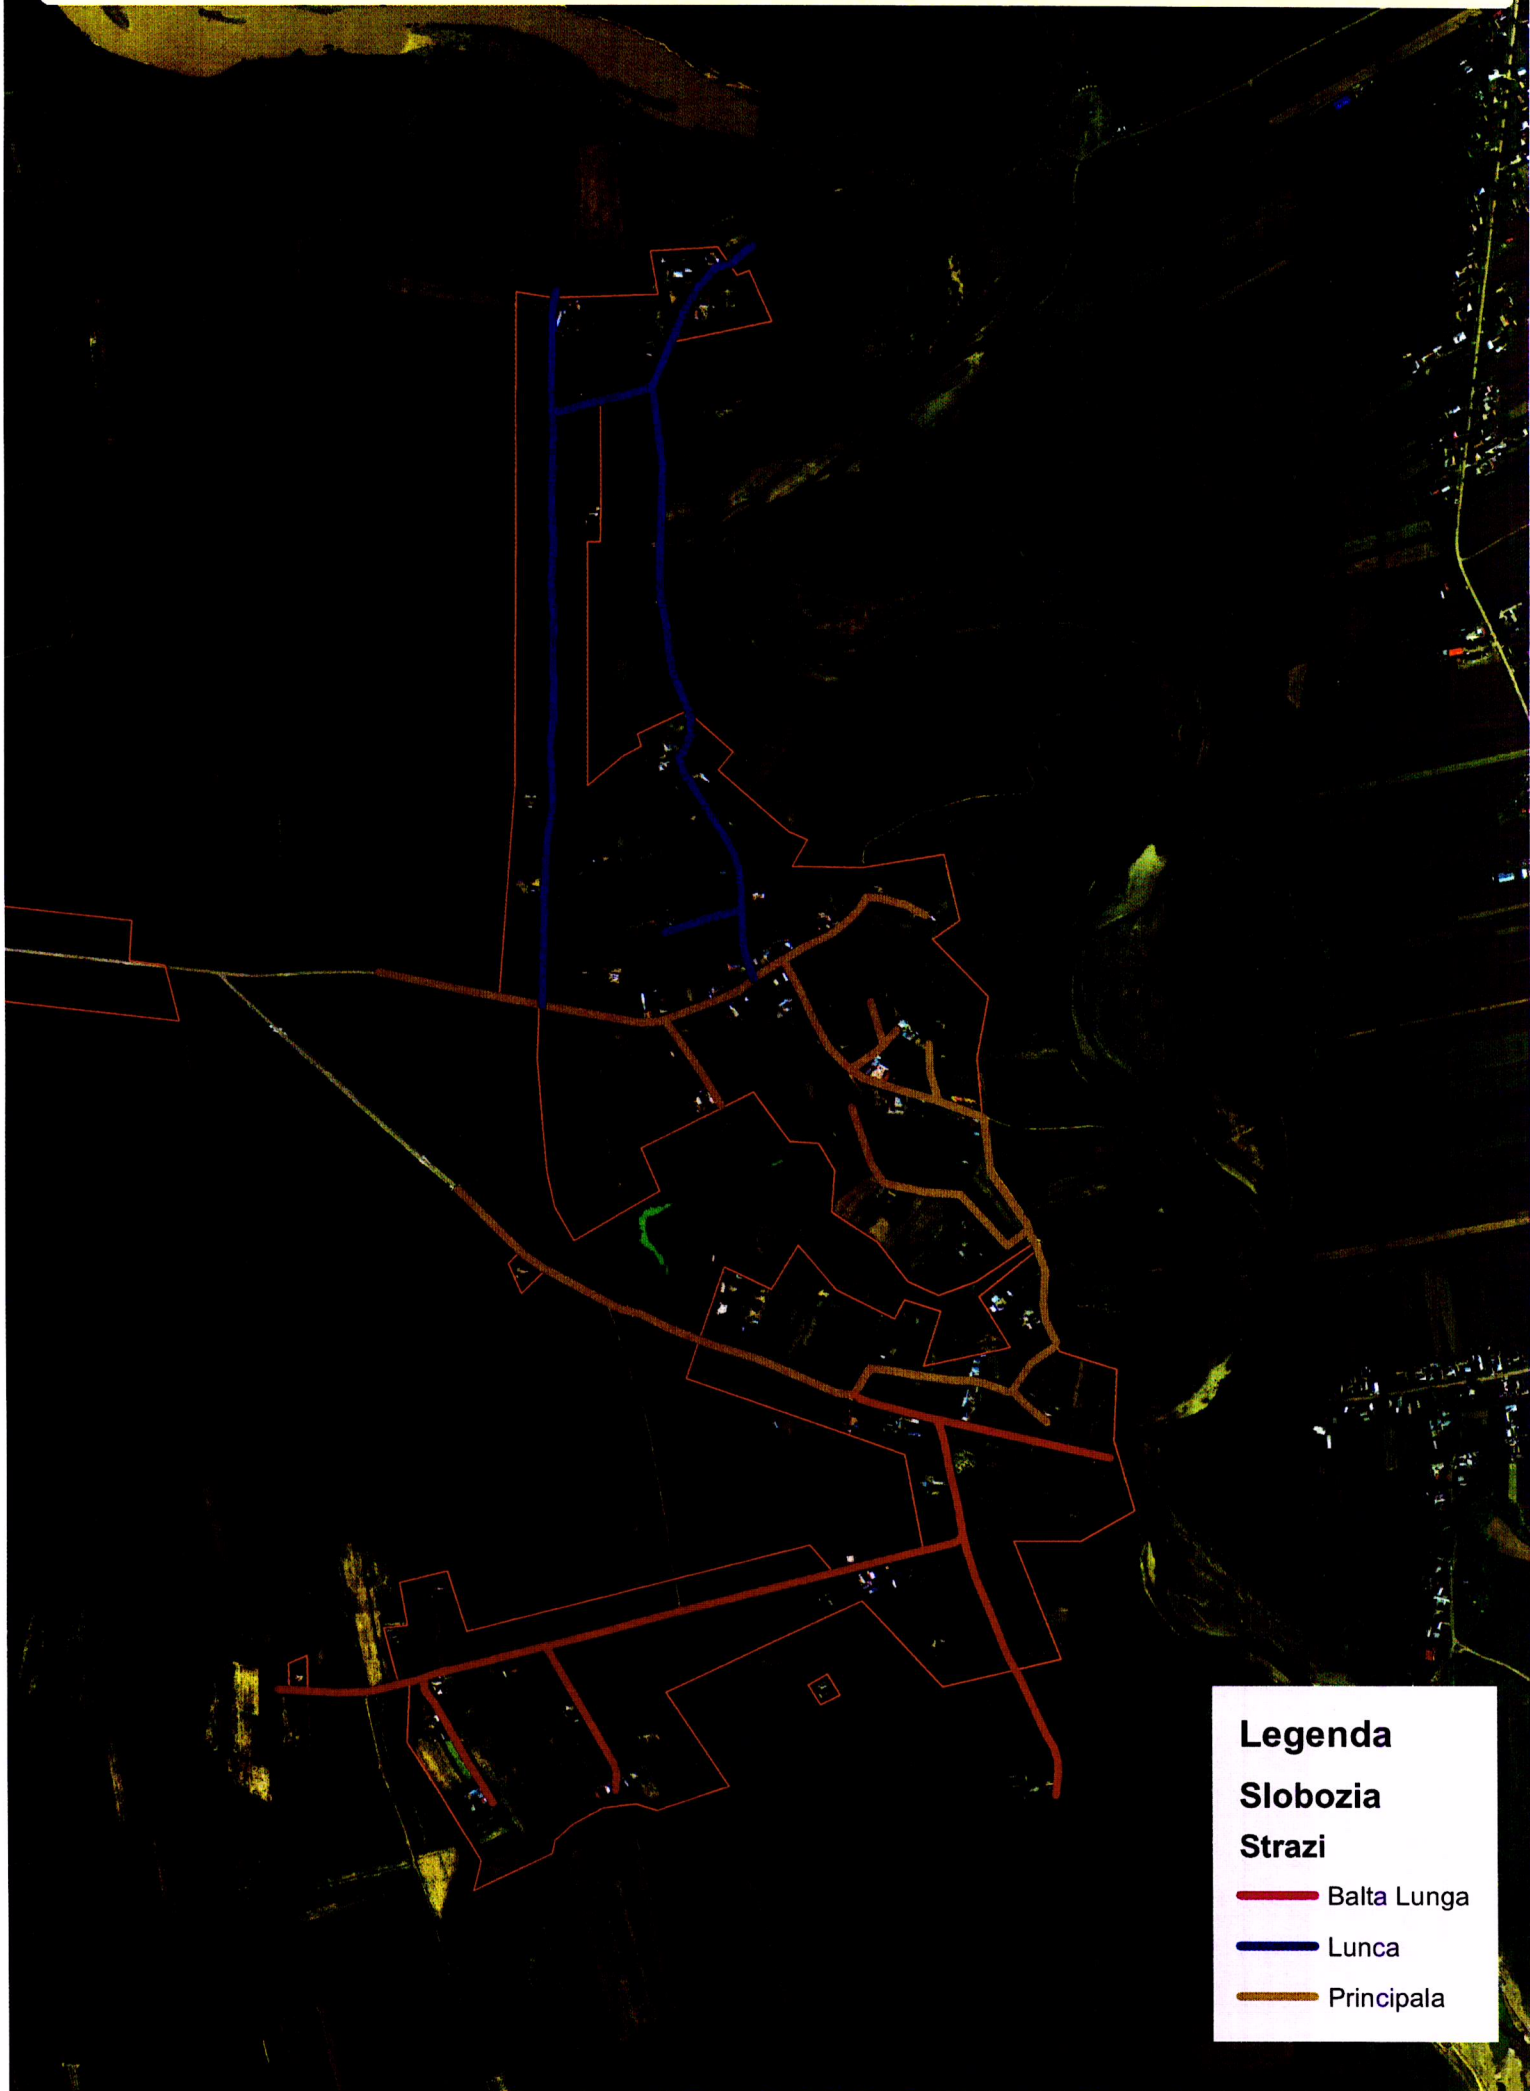 Legenda
Slobozia
Strazi
Balta Lunga
Lunca
Principala